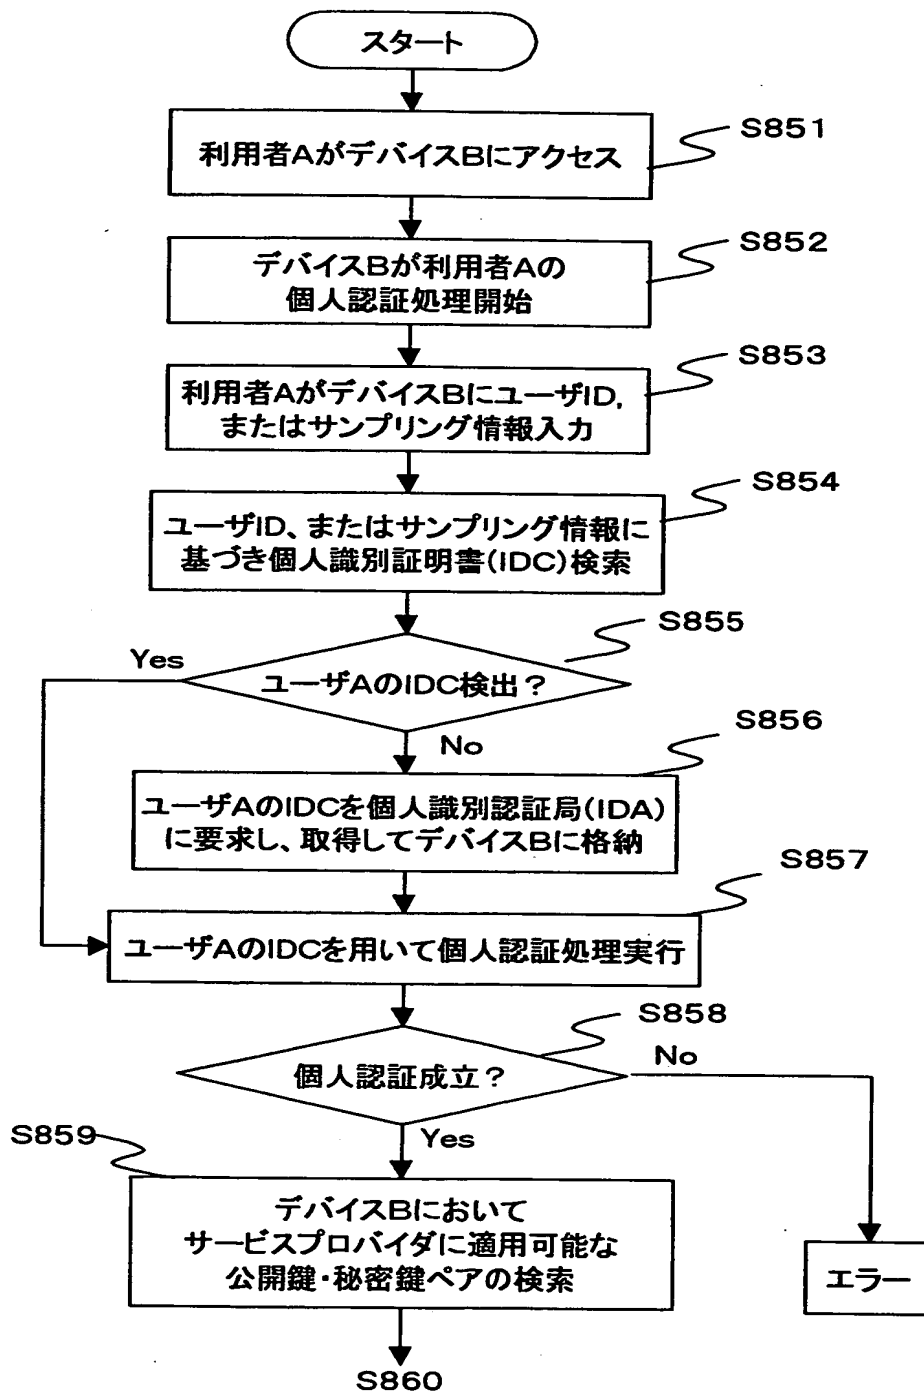 スタート
S851
利用者AがデバイスBにアクセス
S852
デバイスBが利用者Aの
個人認証処理開始
S853
利用者AがデバイスBにユーザID,
またはサンプリング情報入力
S854
ユーザID、またはサンプリング情報に
基づき個人識別証明書(IDC)検索
S855
Yes
ユーザAのIDC検出?
No
S856
ユーザAのIDCを個人識別認証局(IDA)
に要求し、取得してデバイスBに格納
S857
ユーザAのIDCを用いて個人認証処理実行
S858
個人認証成立?
No
Yes
S859
デバイスBにおいて
サービスプロバイダに適用可能な
公開鍵・秘密鍵ペアの検索
エラー
S860